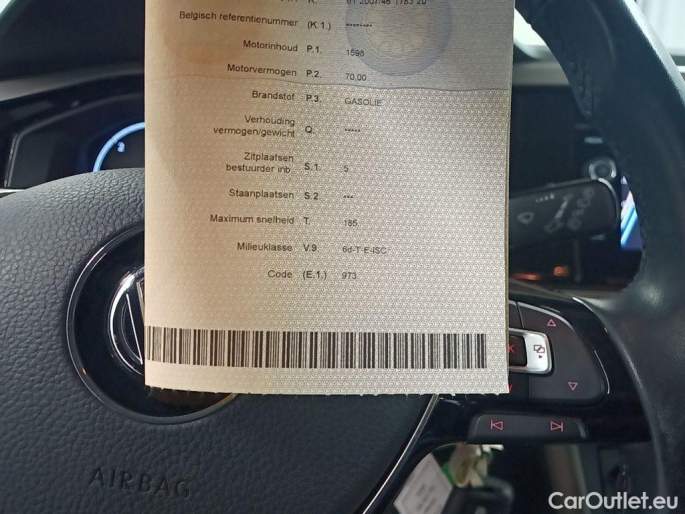 K. 
Belgisch referentienummer (K.1.) --------
Motorinhoud P.1. 1598
Motorvermogen P.2. 70,00
Brandstof P.3. GASOLIE
Verhouding
vermogen/gewicht Q. -----
Zitplaatsen
bestuurder inb. S.1. 5
Staanplaatsen S.2. ---
Maximum snelheid T. 185
Milieuklasse V.9. 6d-T-E-ISC
Code (E.1.) 973
AIRBAG
CarOutlet.eu